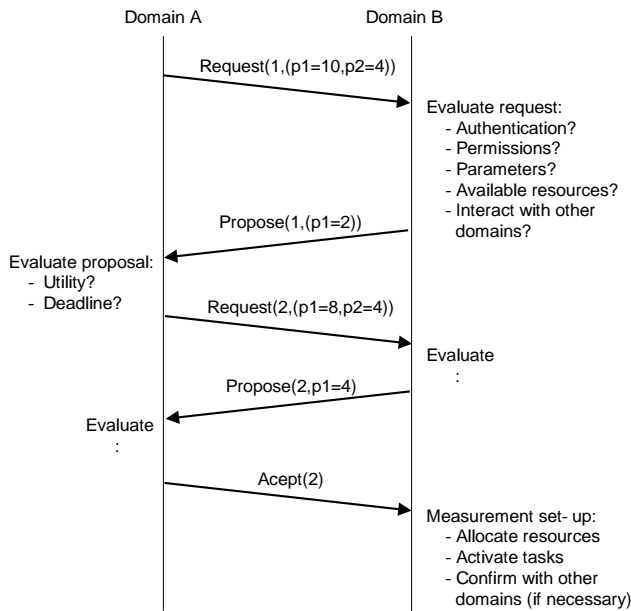 Domain A
Domain B
Request(1,(p1=10,p2=4))
Evaluate request:
- Authentication?
- Permissions?
- Parameters?
- Available resources?
- Interact with other
domains?
Propose(1,(p1=2))
Evaluate proposal:
- Utility?
- Deadline?
Request(2,(p1=8,p2=4))
Evaluate
:
Propose(2,p1=4)
Evaluate
:
Acept(2)
Measurement set- up:
- Allocate resources
- Activate tasks
- Confirm with other
domains (if necessary)